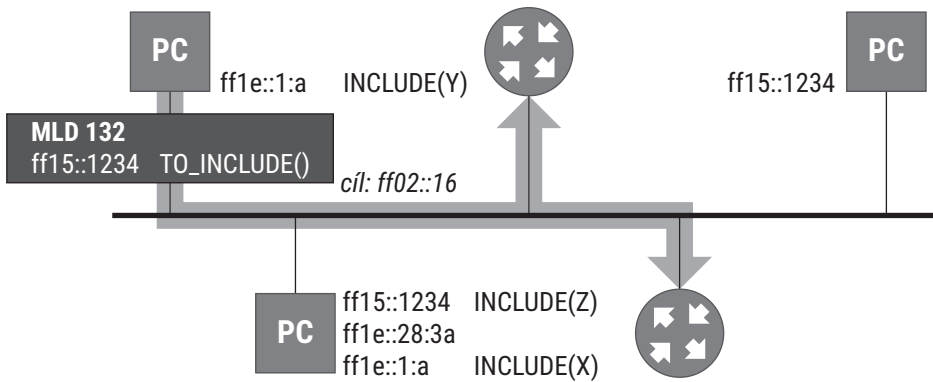 PC
ff1e::1:a INCLUDE(Y)
PC
ff15::1234
MLD 132
ff15::1234 TO_INCLUDE()
cíl: ff02::16
PC
ff15::1234 INCLUDE(Z)
ff1e::28:3a
ff1e::1:a INCLUDE(X)